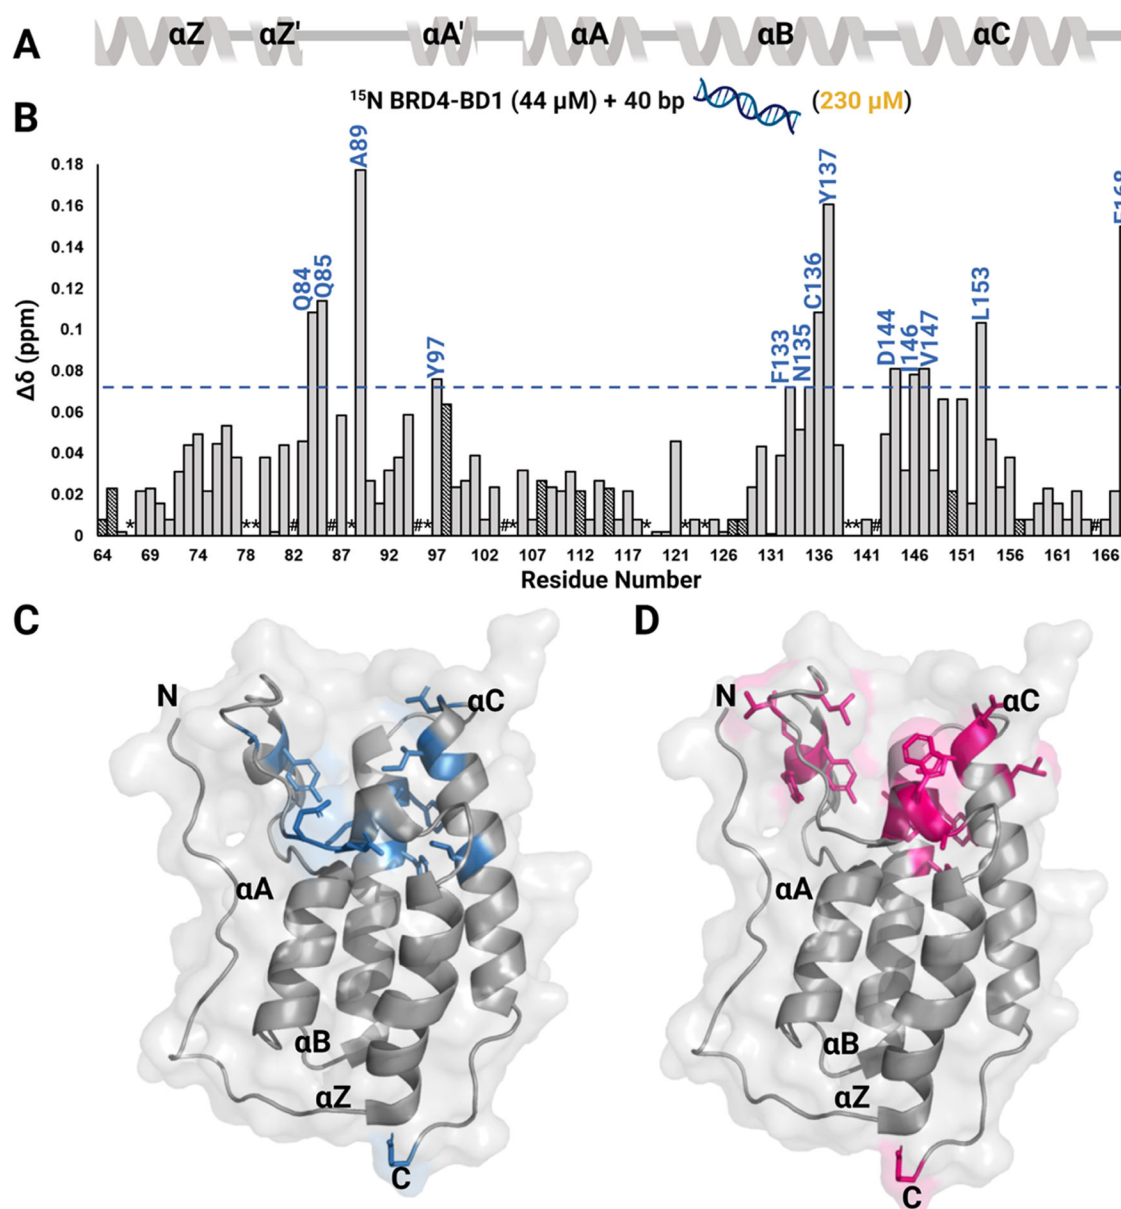 A
αZ αZ' αA' αA αB αC
¹⁵N BRD4-BD1 (44 μM) + 40 bp (230 μM)
B
Δδ (ppm)
0.18
0.16
0.14
0.12
0.1
0.08
0.06
0.04
0.02
0
Q84
Q85
A89
Y97
F133
N135
C136
Y137
D144
I146
V147
L153
* ** # # * # * # * * * * ** # #
64 69 74 78 82 87 92 97 102 107 112 117 121 126 131 136 141 146 151 156 161 166
Residue Number
C
N
αC
αA
αB
αZ
C
D
N
αC
αA
αB
αZ
C